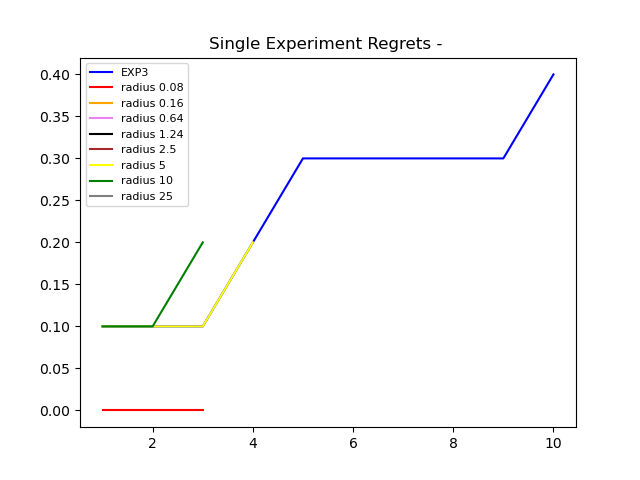 Single Experiment Regrets -
EXP3
radius 0.08
radius 0.16
radius 0.64
radius 1.24
radius 2.5
radius 5
radius 10
radius 25
0.40
0.35
0.30
0.25
0.20
0.15
0.10
0.05
0.00
2 4 6 8 10